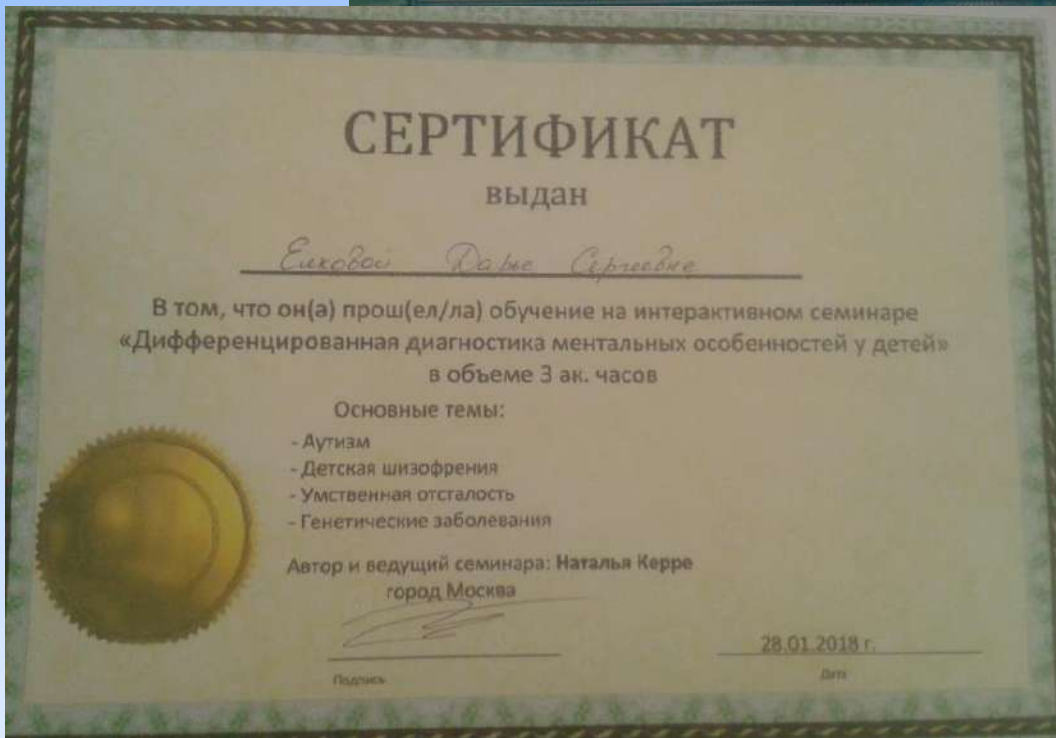 СЕРТИФИКАТ
выдан
Дарье Сергеевне
В том, что он(а) прош(ел/ла) обучение на интерактивном семинаре
«Дифференцированная диагностика ментальных особенностей у детей»
в объеме 3 ак. часов
Основные темы:
- Аутизм
- Детская шизофрения
- Умственная отсталость
- Генетические заболевания
Автор и ведущий семинара: Наталья Керре
город Москва
28.01.2018 г.
Подпись
Дата